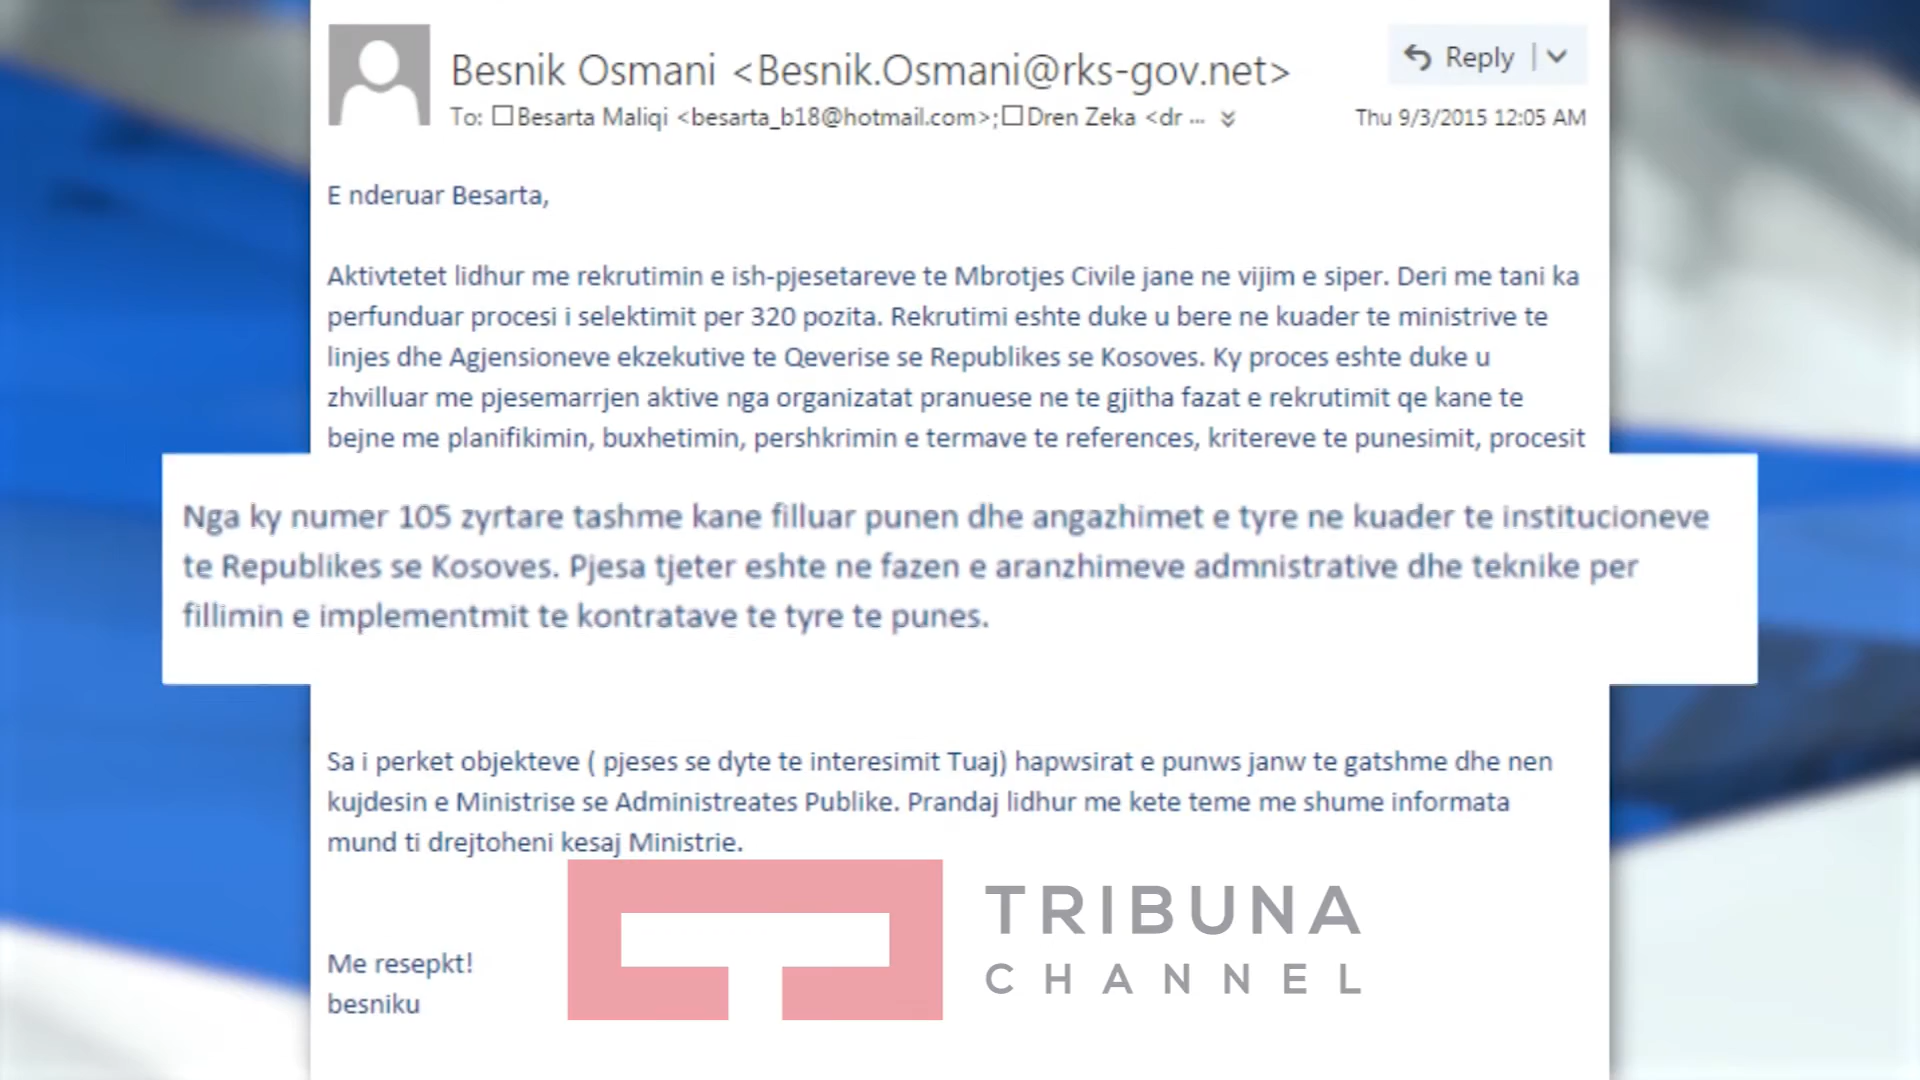 Besnik Osmani <Besnik.Osmani@rks-gov.net>
Reply
To: Besarta Maliqi <besarta_b18@hotmail.com>; Dren Zeka <dr ...
Thu 9/3/2015 12:05 AM
E nderuar Besarta,
Aktivtetet lidhur me rekrutimin e ish-pjesetareve te Mbrotjes Civile jane ne vijim e siper. Deri me tani ka
perfunduar procesi i selektimit per 320 pozita. Rekrutimi eshte duke u bere ne kuader te ministrive te
linjes dhe Agjensioneve ekzekutive te Qeverise se Republikes se Kosoves. Ky proces eshte duke u
zhvilluar me pjesemarrjen aktive nga organizatat pranuese ne te gjitha fazat e rekrutimit qe kane te
bejne me planifikimin, buxhetimin, pershkrimin e termave te references, kritereve te punesimit, procesit
Nga ky numer 105 zyrtare tashme kane filluar punen dhe angazhimet e tyre ne kuader te institucioneve
te Republikes se Kosoves. Pjesa tjeter eshte ne fazen e aranzhimeve admnistrative dhe teknike per
fillimin e implementmit te kontratave te tyre te punes.
Sa i perket objekteve ( pjeses se dyte te interesimit Tuaj) hapwsirat e punws janw te gatshme dhe nen
kujdesin e Ministrise se Administreates Publike. Prandaj lidhur me kete teme me shume informata
mund ti drejtoheni kesaj Ministrie.
Me resepkt!
besniku
TRIBUNA
CHANNEL